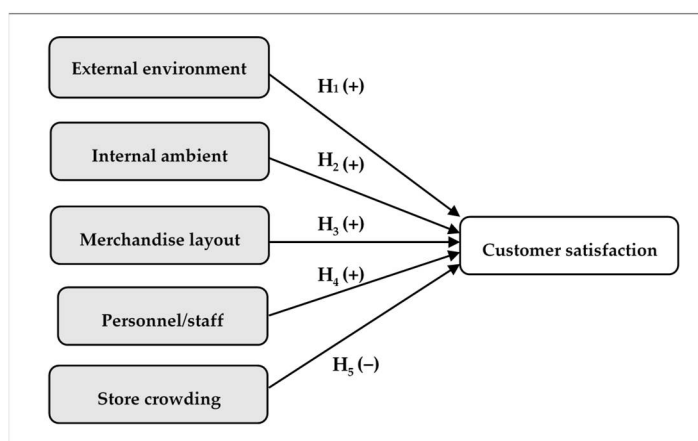 External environment
H₁ (+)
Internal ambient
H₂ (+)
Merchandise layout
H₃ (+)
Customer satisfaction
Personnel/staff
H₄ (+)
Store crowding
H₅ (–)